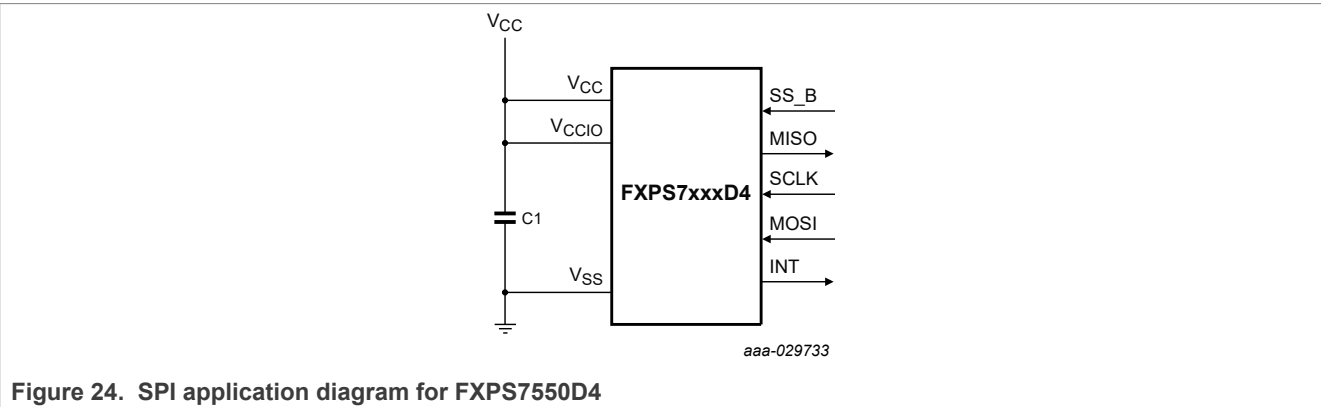 VCC
VCC
SS_B
VCCIO
MISO
FXPS7xxxD4
SCLK
C1
MOSI
VSS
INT
aaa-029733
Figure 24. SPI application diagram for FXPS7550D4